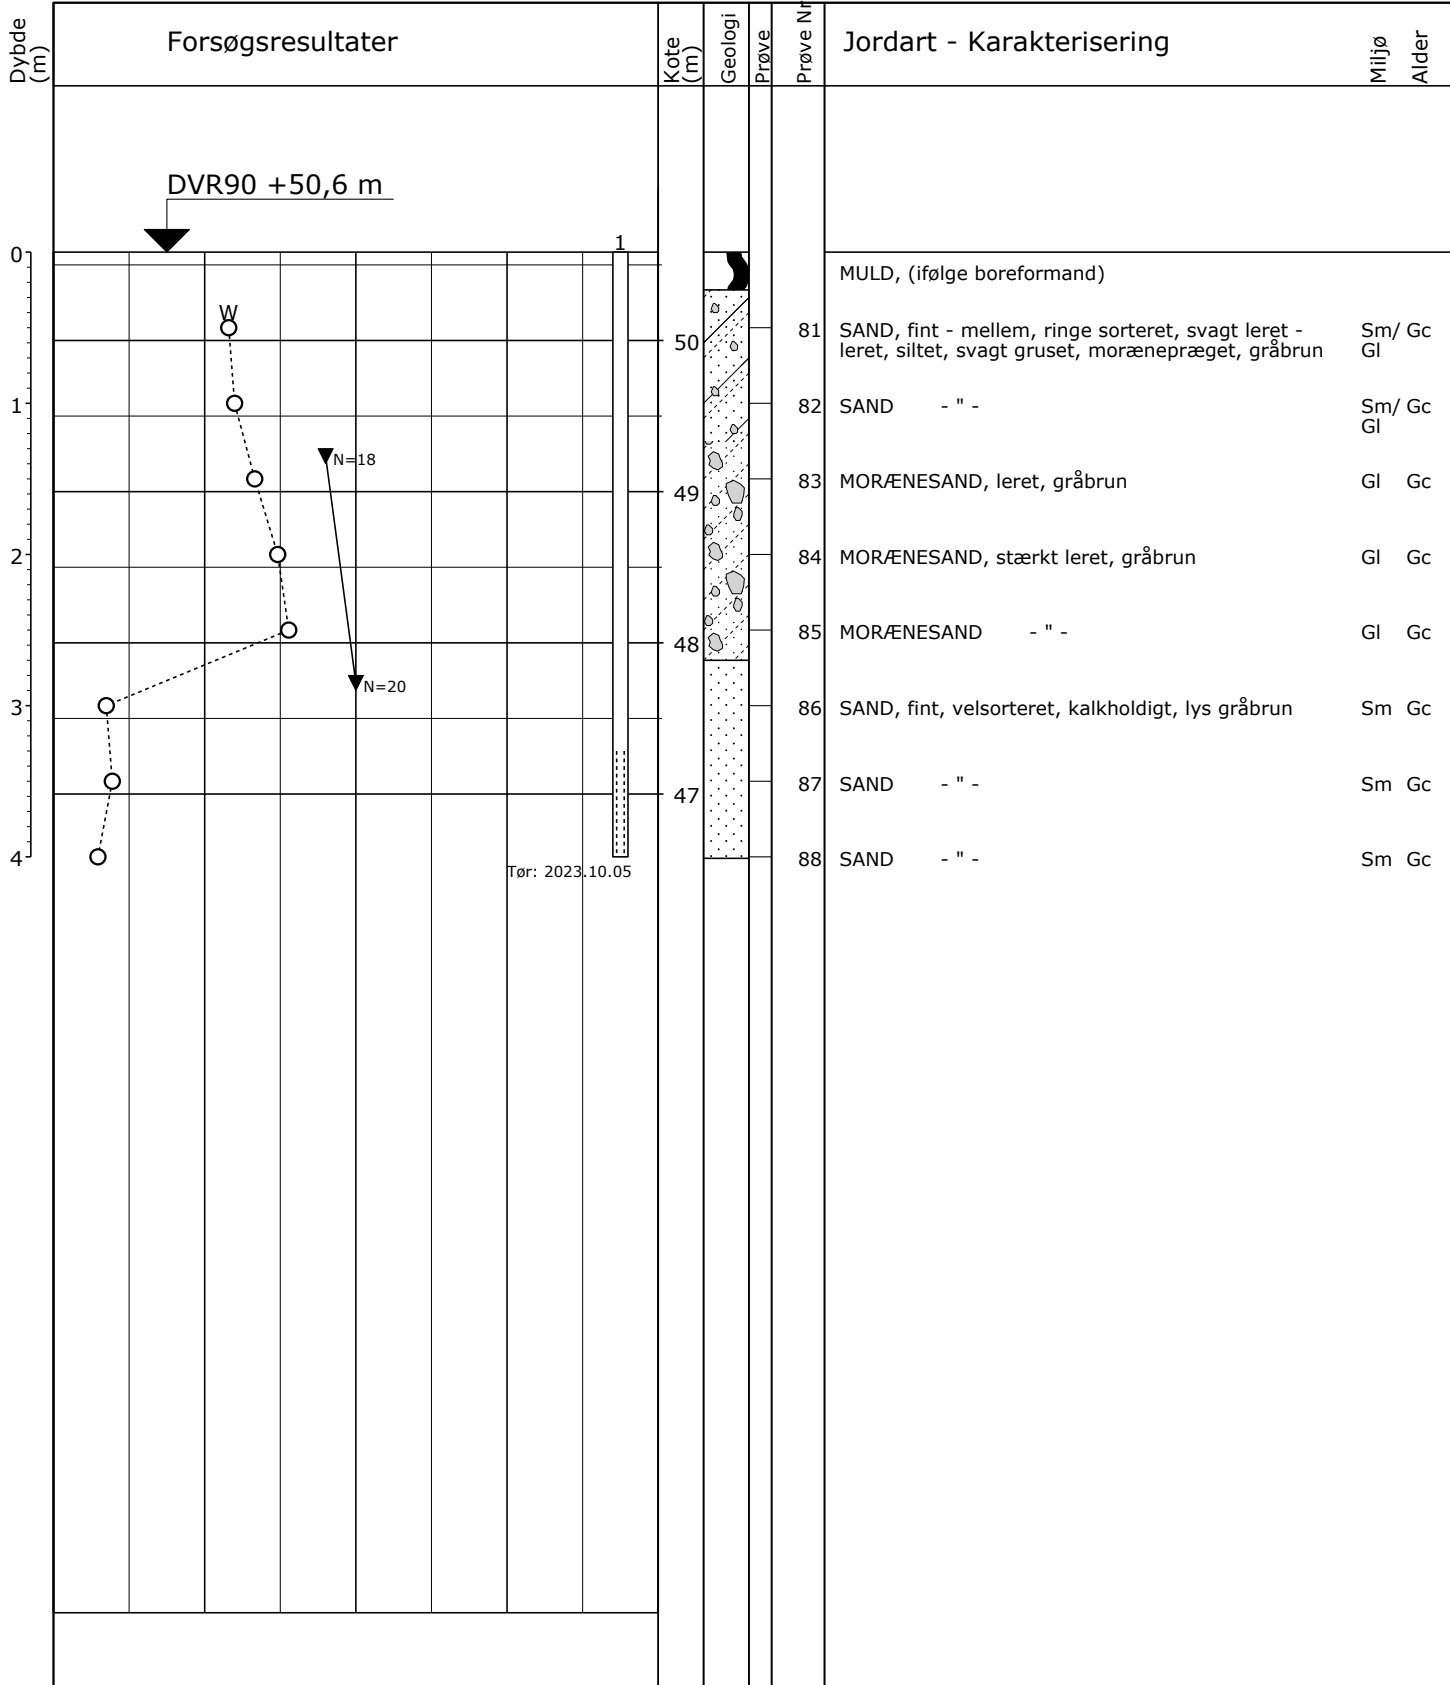 Dybde
(m)
Forsøgsresultater
Kote
(m)
Geologi
Prøve
Prøve Nr
Jordart - Karakterisering
Miljø
Alder
DVR90 +50,6 m
0
1
MULD, (ifølge boreformand)
W
81 SAND, fint - mellem, ringe sorteret, svagt leret - Sm/ Gc
leret, siltet, svagt gruset, morænepræget, gråbrun Gl
50
1
82 SAND - " - Sm/ Gc
Gl
N=18
83 MORÆNESAND, leret, gråbrun Gl Gc
49
2
84 MORÆNESAND, stærkt leret, gråbrun Gl Gc
85 MORÆNESAND - " - Gl Gc
48
N=20
3
86 SAND, fint, velsorteret, kalkholdigt, lys gråbrun Sm Gc
87 SAND - " - Sm Gc
47
4
88 SAND - " - Sm Gc
Tør: 2023.10.05